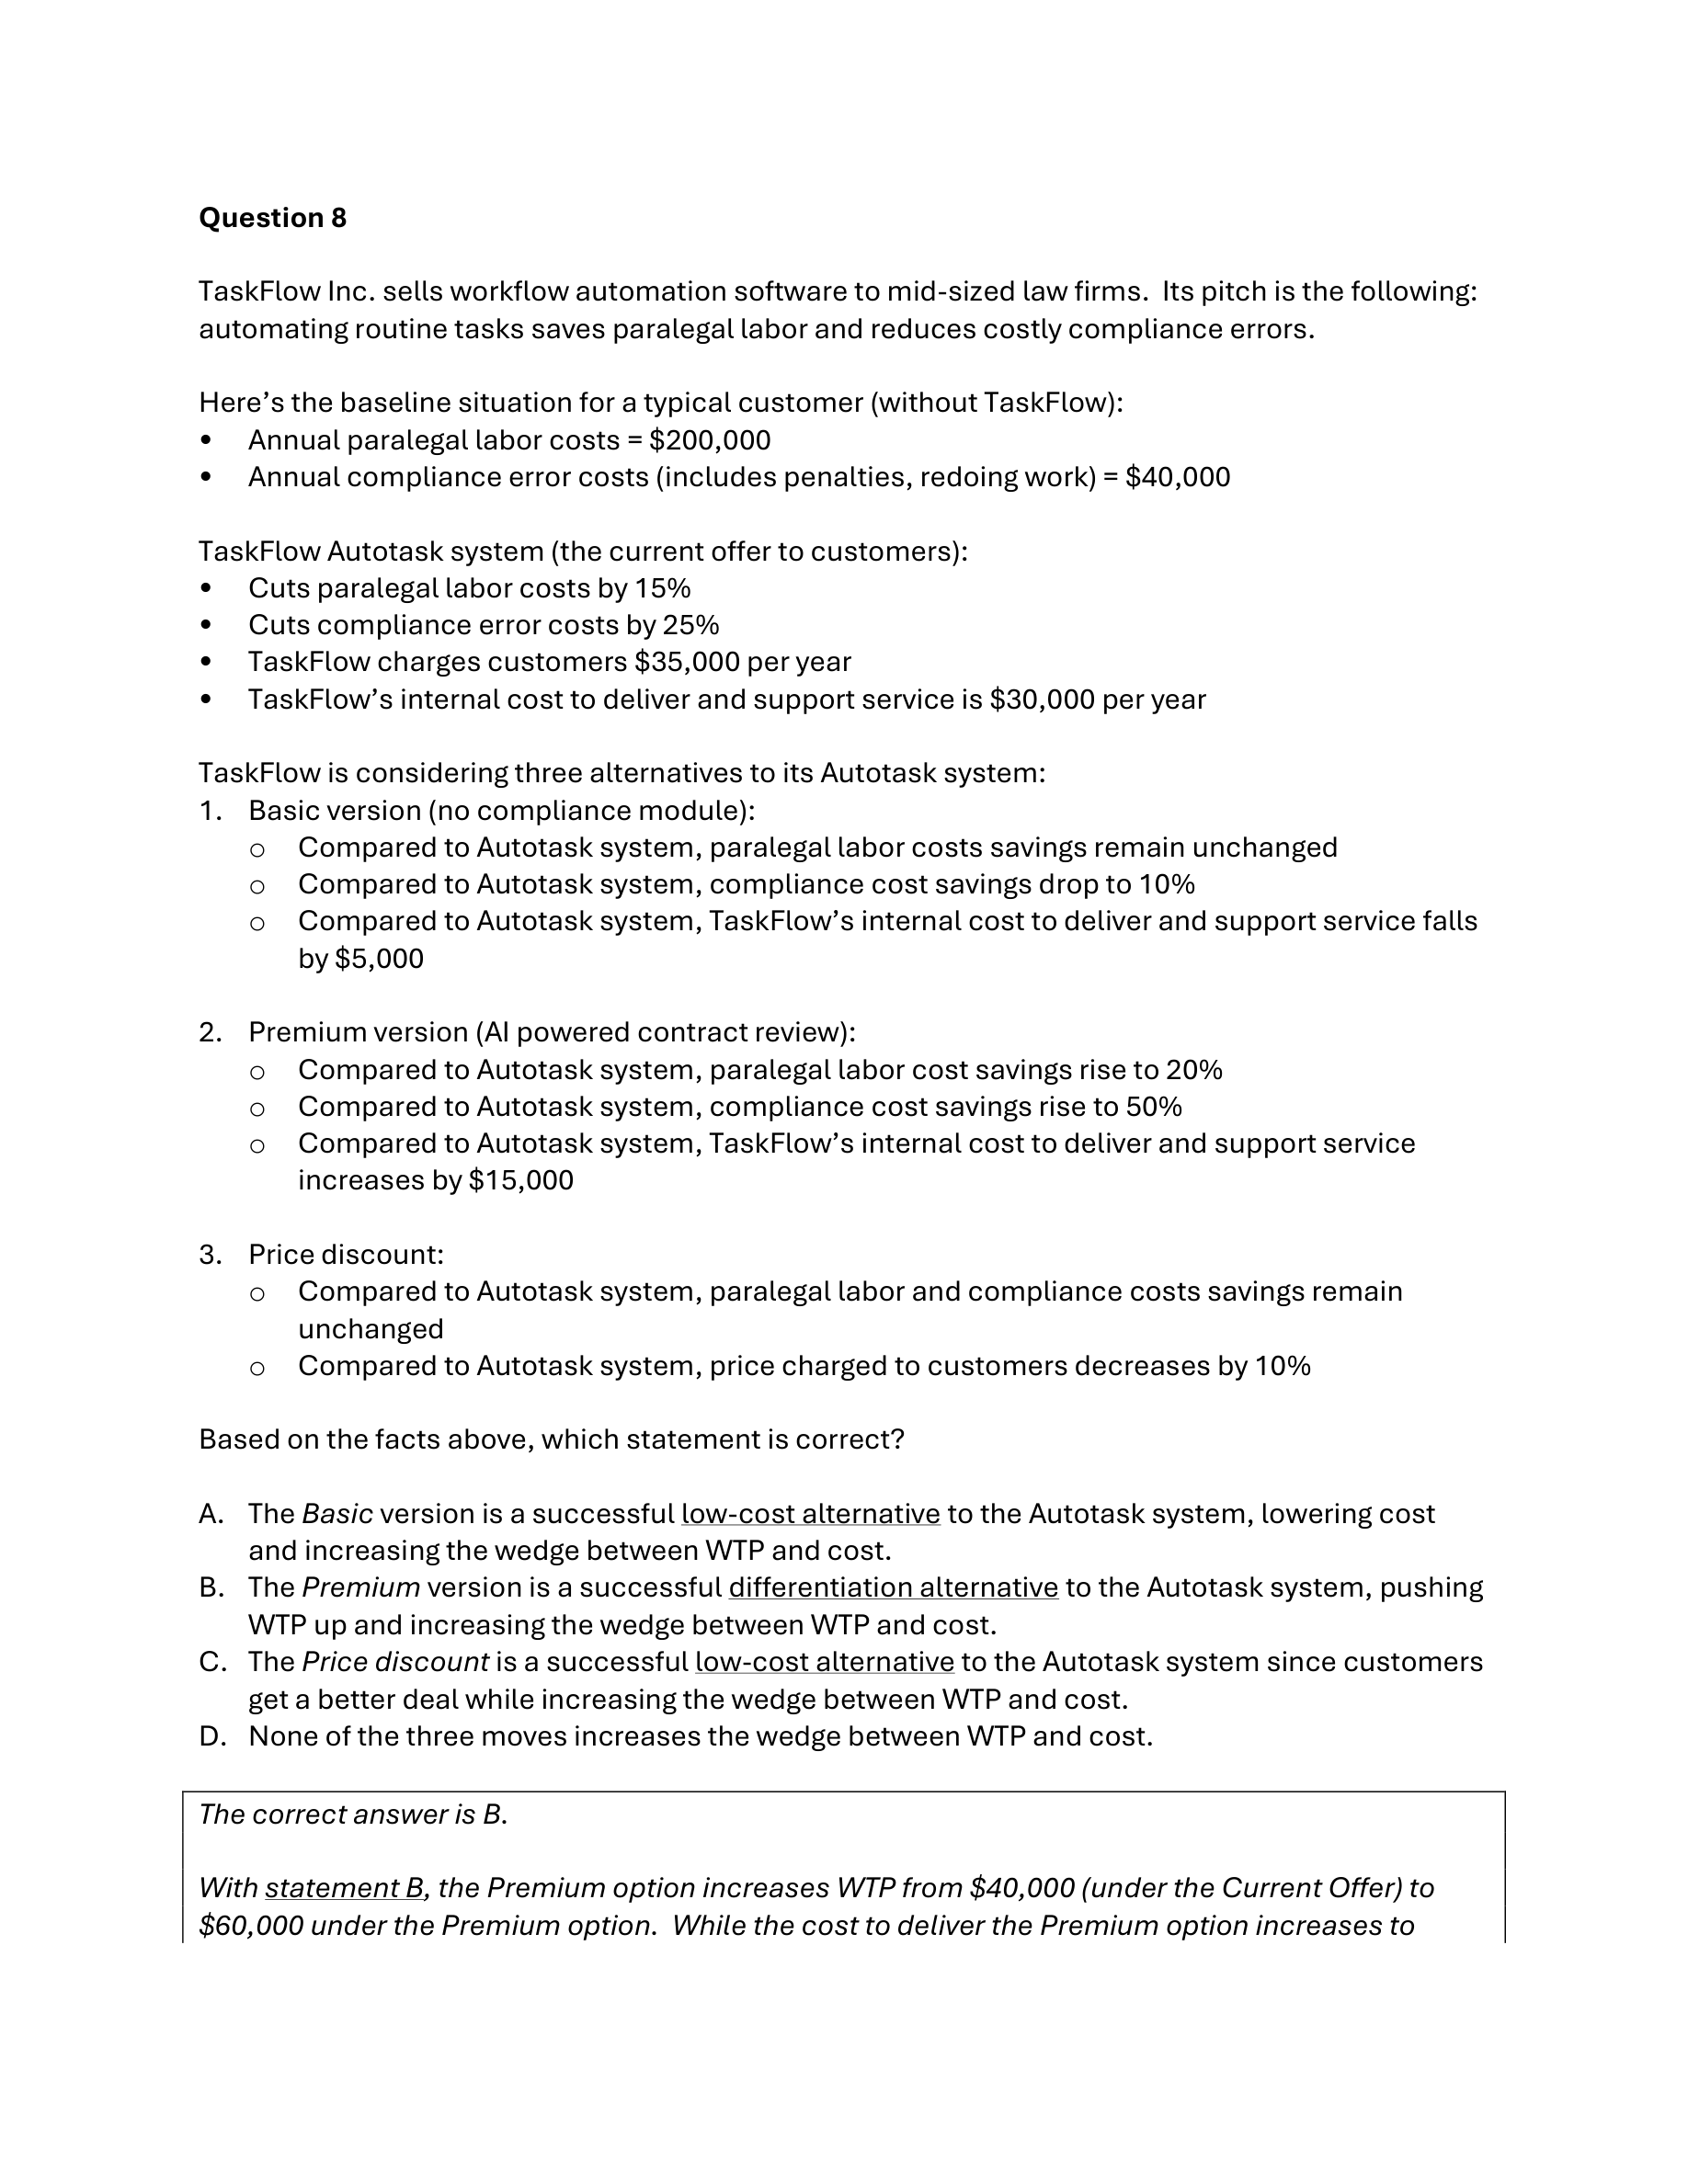 Question 8
TaskFlow Inc. sells workflow automation software to mid-sized law firms.  Its pitch is the following:
automating routine tasks saves paralegal labor and reduces costly compliance errors.
Here’s the baseline situation for a typical customer (without TaskFlow):
• Annual paralegal labor costs = $200,000
• Annual compliance error costs (includes penalties, redoing work) = $40,000
TaskFlow Autotask system (the current offer to customers):
• Cuts paralegal labor costs by 15%
• Cuts compliance error costs by 25%
• TaskFlow charges customers $35,000 per year
• TaskFlow’s internal cost to deliver and support service is $30,000 per year
TaskFlow is considering three alternatives to its Autotask system:
1. Basic version (no compliance module):
o Compared to Autotask system, paralegal labor costs savings remain unchanged
o Compared to Autotask system, compliance cost savings drop to 10%
o Compared to Autotask system, TaskFlow’s internal cost to deliver and support service falls
by $5,000
2. Premium version (AI powered contract review):
o Compared to Autotask system, paralegal labor cost savings rise to 20%
o Compared to Autotask system, compliance cost savings rise to 50%
o Compared to Autotask system, TaskFlow’s internal cost to deliver and support service
increases by $15,000
3. Price discount:
o Compared to Autotask system, paralegal labor and compliance costs savings remain
unchanged
o Compared to Autotask system, price charged to customers decreases by 10%
Based on the facts above, which statement is correct?
A. The Basic version is a successful low-cost alternative to the Autotask system, lowering cost
and increasing the wedge between WTP and cost.
B. The Premium version is a successful differentiation alternative to the Autotask system, pushing
WTP up and increasing the wedge between WTP and cost.
C. The Price discount is a successful low-cost alternative to the Autotask system since customers
get a better deal while increasing the wedge between WTP and cost.
D. None of the three moves increases the wedge between WTP and cost.
The correct answer is B.
With statement B, the Premium option increases WTP from $40,000 (under the Current Offer) to
$60,000 under the Premium option.  While the cost to deliver the Premium option increases to